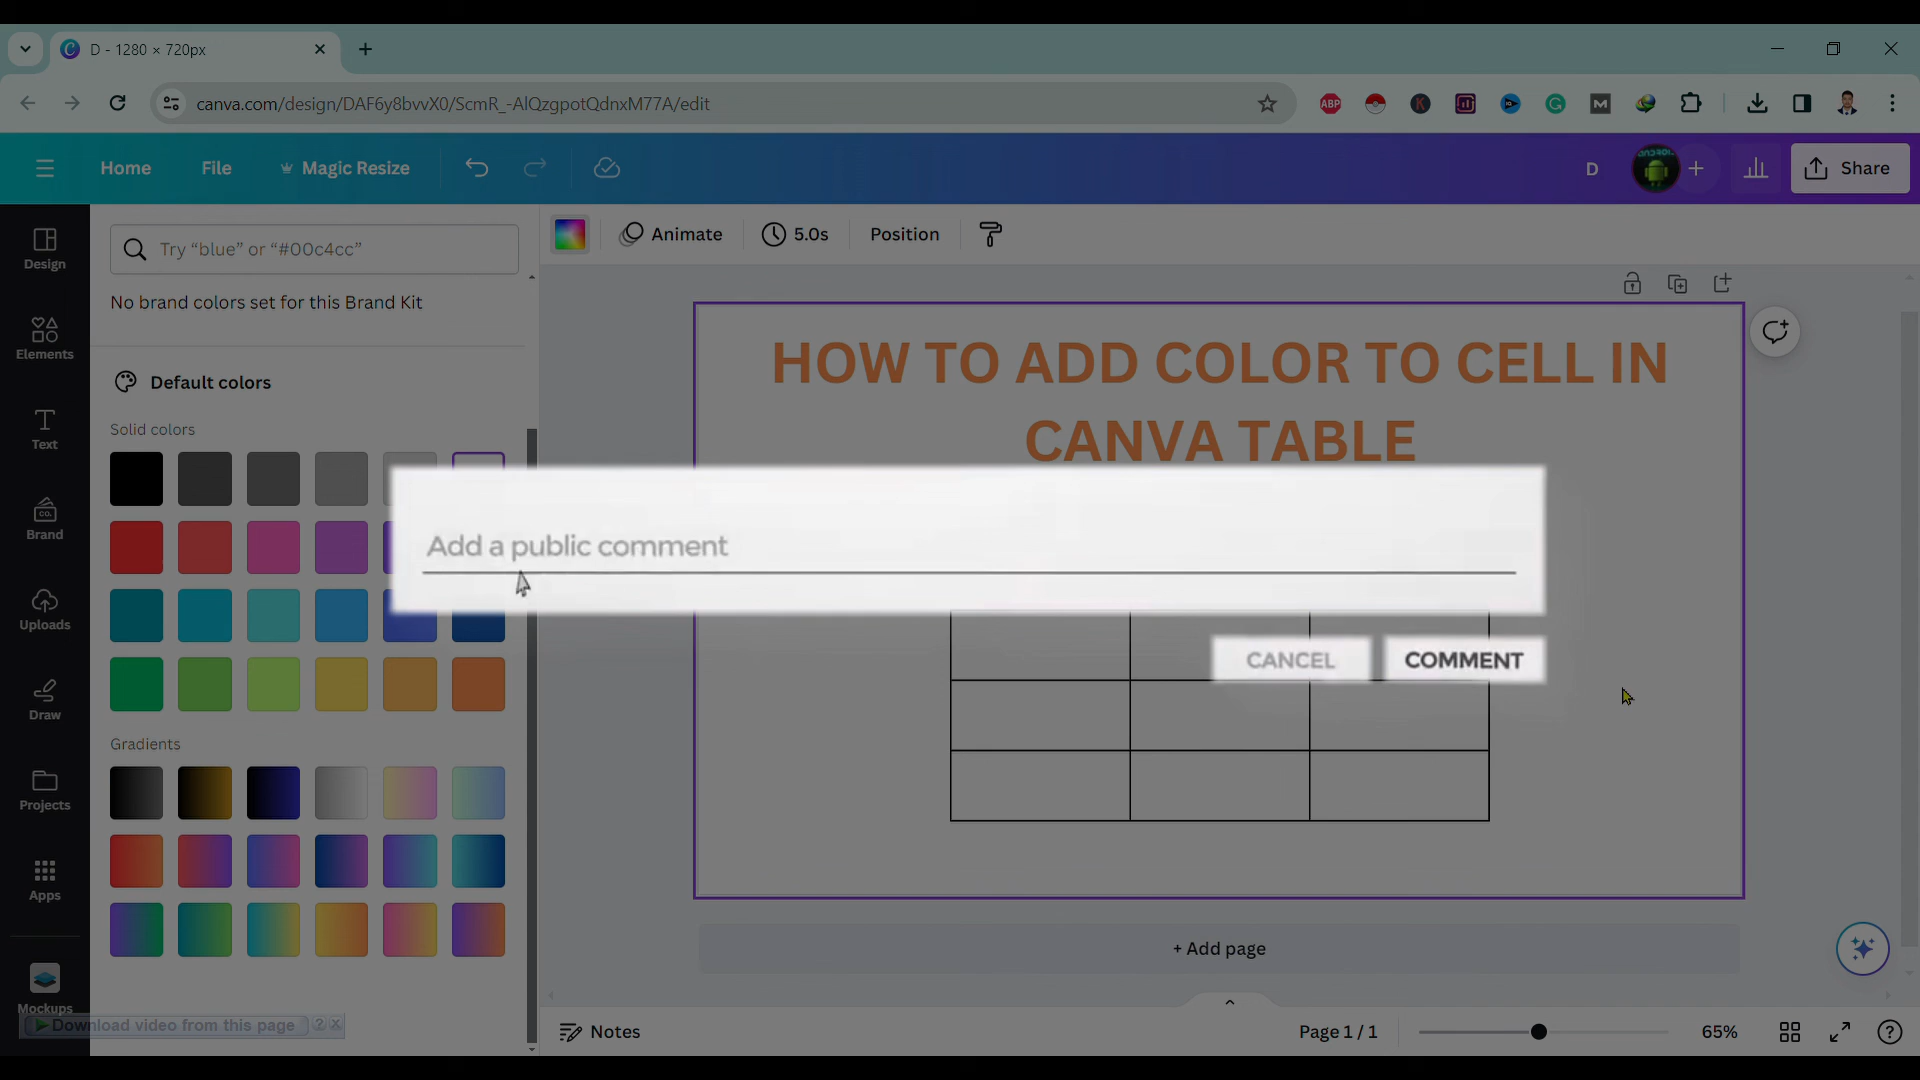 D - 1280 × 720px
canva.com/design/DAF6y8bvvX0/ScmR_-AlQzgpotQdnxM77A/edit
ABP
Home
File
Magic Resize
D
Share
Design
Elements
Text
Brand
Uploads
Draw
Projects
Apps
Mockups
Try “blue” or “#00c4cc”
No brand colors set for this Brand Kit
Default colors
Solid colors
Gradients
Animate
5.0s
Position
HOW TO ADD COLOR TO CELL IN
CANVA TABLE
Add a public comment
CANCEL
COMMENT
+ Add page
Download video from this page
Notes
Page 1 / 1
65%